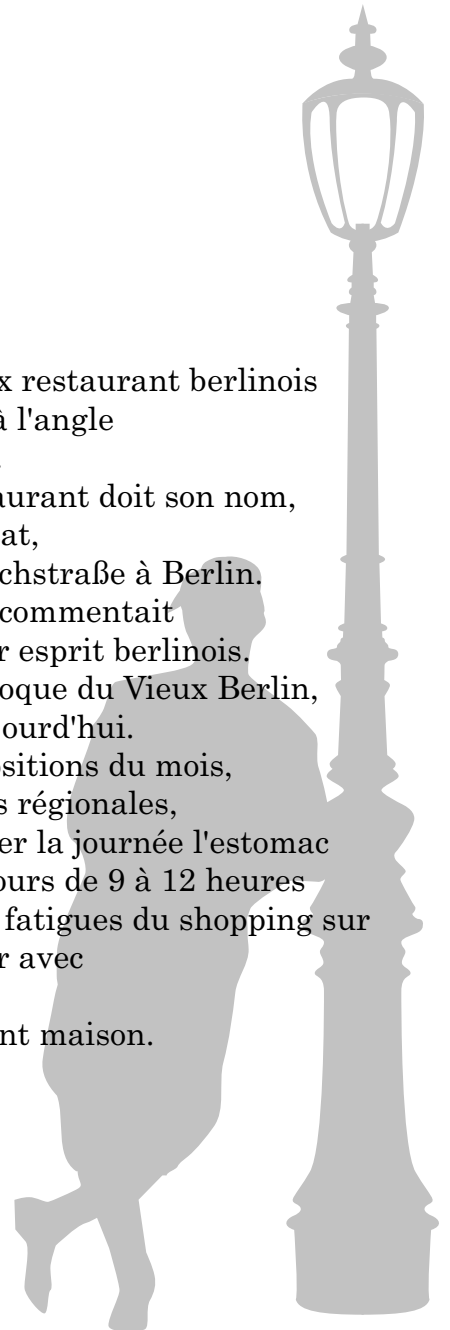 x restaurant berlinois
à l'angle
aurant doit son nom,
at,
chstraße à Berlin.
commentait
r esprit berlinois.
oque du Vieux Berlin,
ourd'hui.
sitions du mois,
s régionales,
er la journée l'estomac
ours de 9 à 12 heures
fatigues du shopping sur
r avec
nt maison.